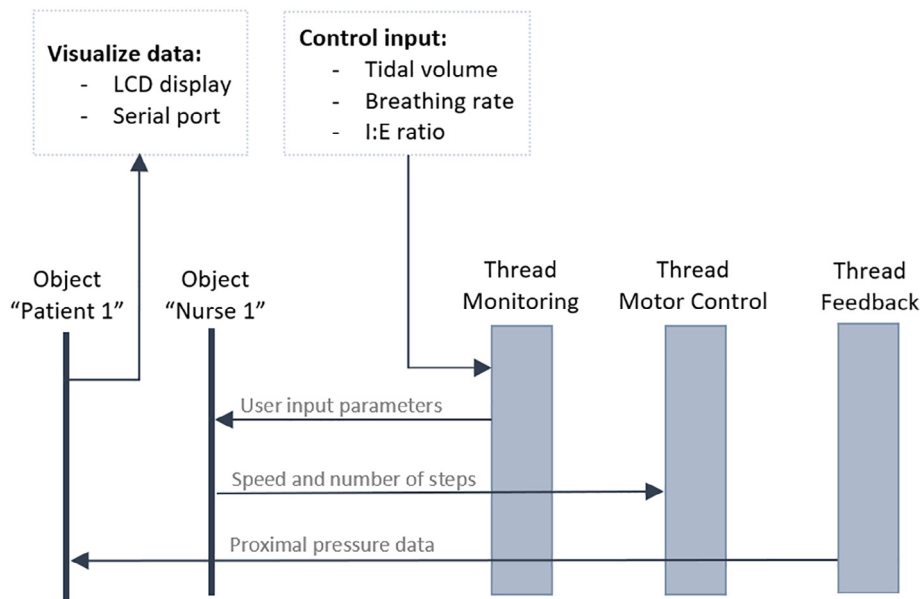 Visualize data:
- LCD display
- Serial port
Control input:
- Tidal volume
- Breathing rate
- I:E ratio
Object
“Patient 1”
Object
“Nurse 1”
Thread
Monitoring
Thread
Motor Control
Thread
Feedback
User input parameters
Speed and number of steps
Proximal pressure data